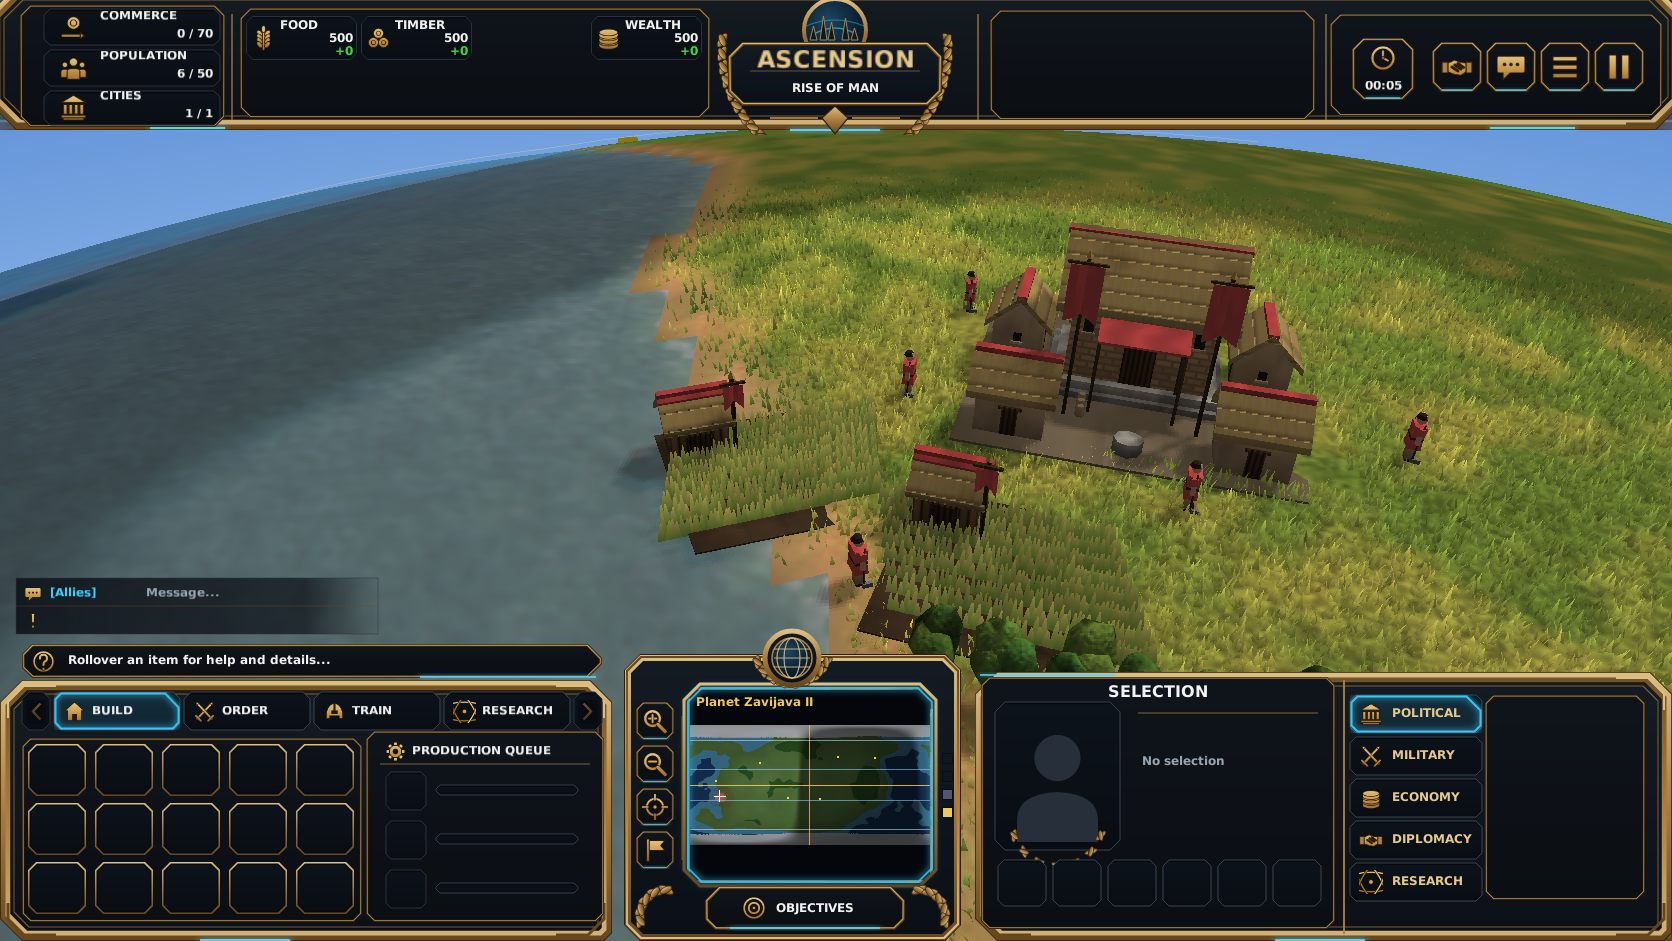 COMMERCE
0 / 70
POPULATION
6 / 50
CITIES
1 / 1
FOOD
500
+0
TIMBER
500
+0
WEALTH
500
+0
ASCENSION
RISE OF MAN
00:05
[Allies] Message...
!
Rollover an item for help and details...
BUILD
ORDER
TRAIN
RESEARCH
PRODUCTION QUEUE
Planet Zavijava II
OBJECTIVES
SELECTION
No selection
POLITICAL
MILITARY
ECONOMY
DIPLOMACY
RESEARCH